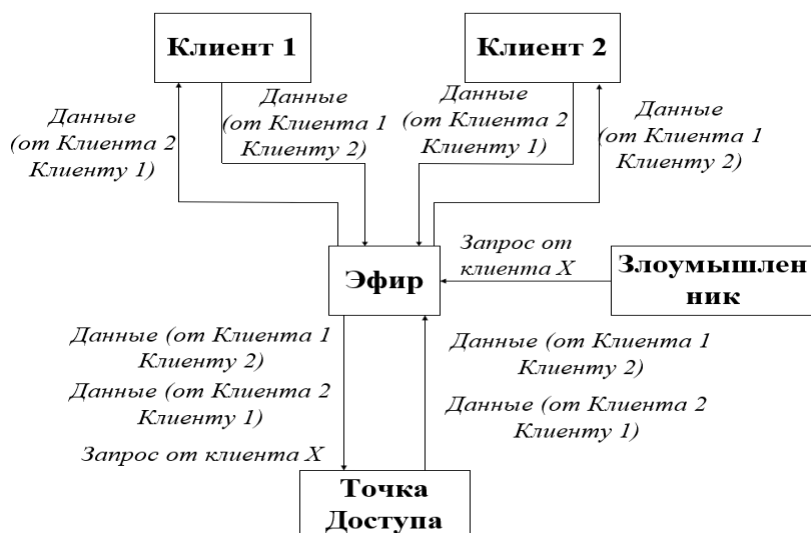 Клиент 1
Клиент 2
Данные
(от Клиента 2
Клиенту 1)
Данные
(от Клиента 1
Клиенту 2)
Данные
(от Клиента 2
Клиенту 1)
Данные
(от Клиента 1
Клиенту 2)
Эфир
Запрос от
клиента X
Злоумышлен
ник
Данные (от Клиента 1
Клиенту 2)
Данные (от Клиента 2
Клиенту 1)
Запрос от клиента X
Данные (от Клиента 1
Клиенту 2)
Данные (от Клиента 2
Клиенту 1)
Точка
Доступа